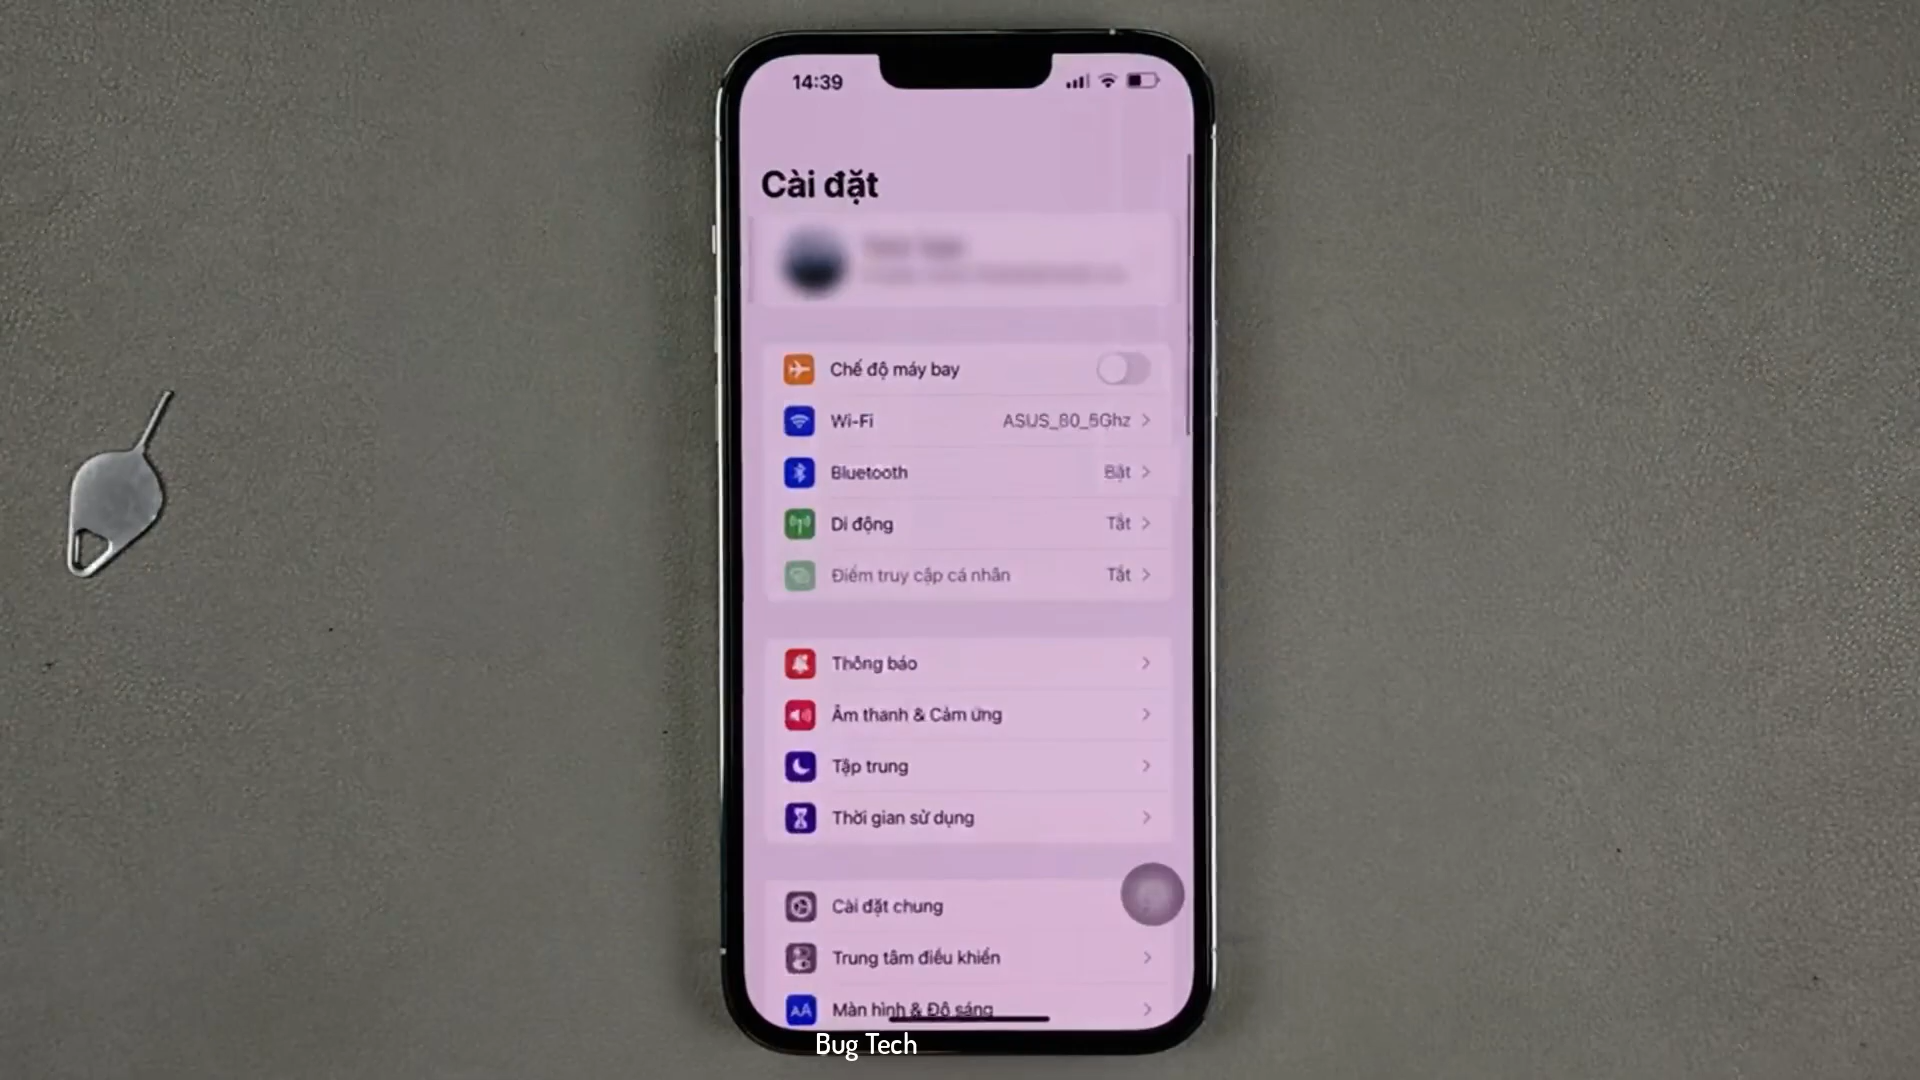 14:39
Cài đặt
Chế độ máy bay
Wi-Fi ASUS_80_5Ghz
Bluetooth Bật
Di động Tắt
Điểm truy cập cá nhân Tắt
Thông báo
Âm thanh & Cảm ứng
Tập trung
Thời gian sử dụng
Cài đặt chung
Trung tâm điều khiển
AA Màn hình & Độ sáng
Bug Tech